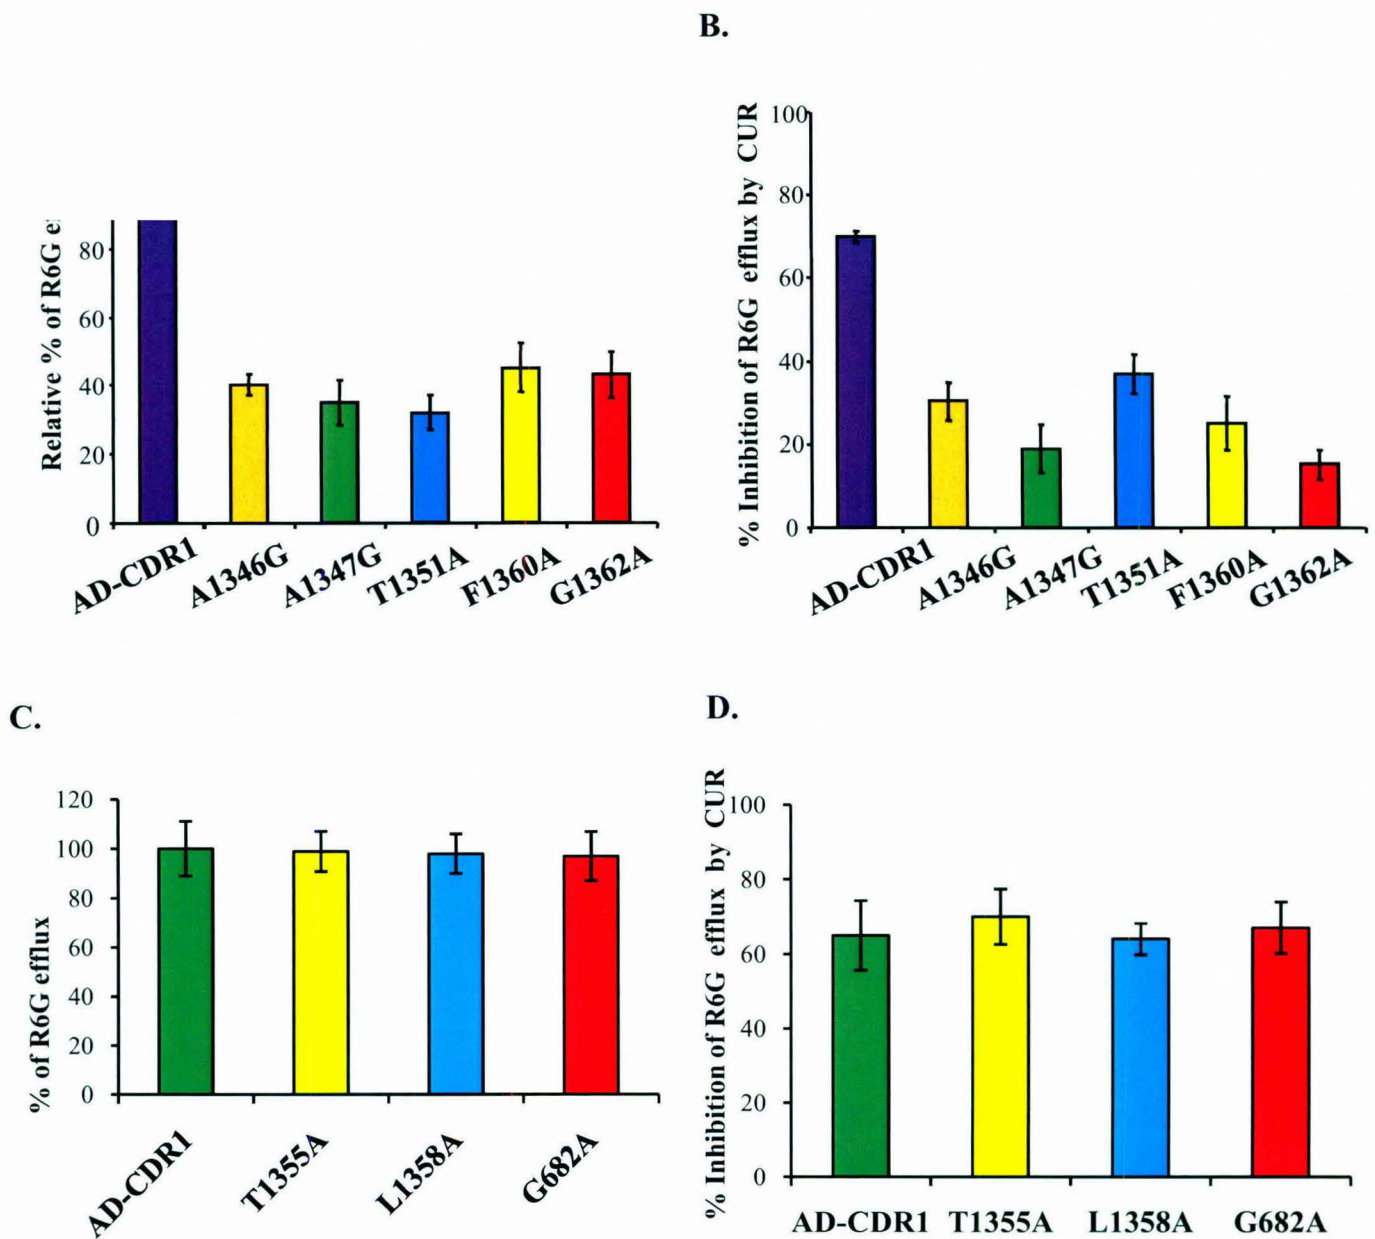 B.
Relative % of R6G
80
60
40
20
0
AD-CDR1
A1346G
A1347G
T1351A
F1360A
G1362A
% Inhibition of R6G efflux by CUR
100
80
60
40
20
0
AD-CDR1
A1346G
A1347G
T1351A
F1360A
G1362A
C.
% of R6G efflux
120
100
80
60
40
20
0
AD-CDR1
T1355A
L1358A
G682A
D.
% Inhibition of R6G efflux by CUR
100
80
60
40
20
0
AD-CDR1 T1355A L1358A G682A